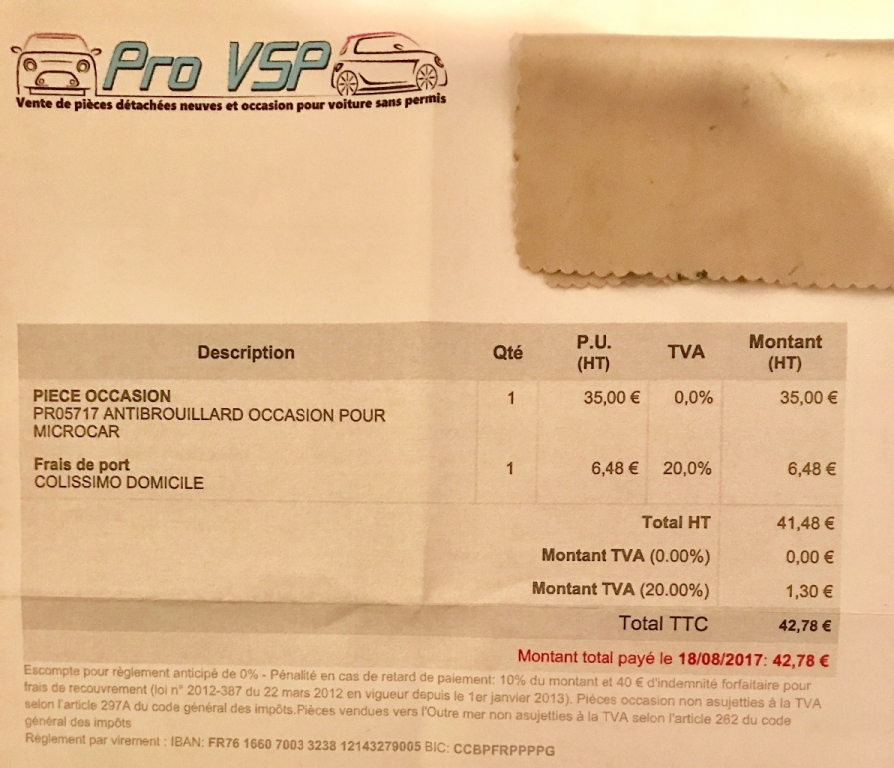 Pro VSP
Vente de pièces détachées neuves et occasion pour voiture sans permis
Description Qté P.U. (HT) TVA Montant (HT)
PIECE OCCASION 1 35,00 € 0,0% 35,00 €
PR05717 ANTIBROUILLARD OCCASION POUR
MICROCAR
Frais de port 1 6,48 € 20,0% 6,48 €
COLISSIMO DOMICILE
Total HT 41,48 €
Montant TVA (0.00%) 0,00 €
Montant TVA (20.00%) 1,30 €
Total TTC 42,78 €
Montant total payé le 18/08/2017: 42,78 €
Escompte pour règlement anticipé de 0% - Pénalité en cas de retard de paiement: 10% du montant et 40 € d'indemnité forfaitaire pour
frais de recouvrement (loi n° 2012-387 du 22 mars 2012 en vigueur depuis le 1er janvier 2013). Pièces occasion non asujetties à la TVA
selon l'article 297A du code général des impôts.Pièces vendues vers l'Outre mer non asujetties à la TVA selon l'article 262 du code
général des impôts
Règlement par virement : IBAN: FR76 1660 7003 3238 12143279005 BIC: CCBPFRPPPPG